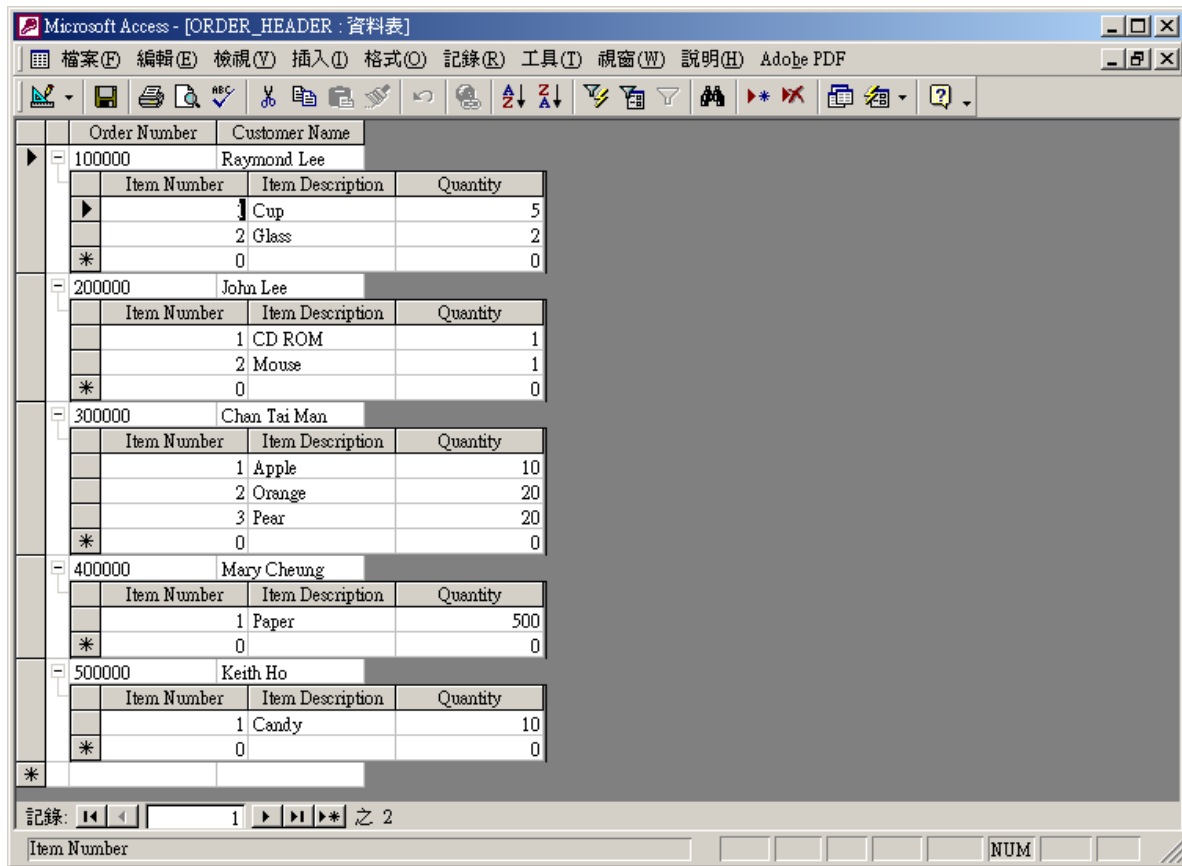 Microsoft Access - [ORDER_HEADER : 資料表]
檔案(F) 編輯(E) 檢視(V) 插入(I) 格式(O) 記錄(R) 工具(T) 視窗(W) 說明(H) Adobe PDF
Order Number Customer Name
100000 Raymond Lee
Item Number Item Description Quantity
1 Cup 5
2 Glass 2
0 0
200000 John Lee
Item Number Item Description Quantity
1 CD ROM 1
2 Mouse 1
0 0
300000 Chan Tai Man
Item Number Item Description Quantity
1 Apple 10
2 Orange 20
3 Pear 20
0 0
400000 Mary Cheung
Item Number Item Description Quantity
1 Paper 500
0 0
500000 Keith Ho
Item Number Item Description Quantity
1 Candy 10
0 0
記錄: 1 之 2
Item Number NUM